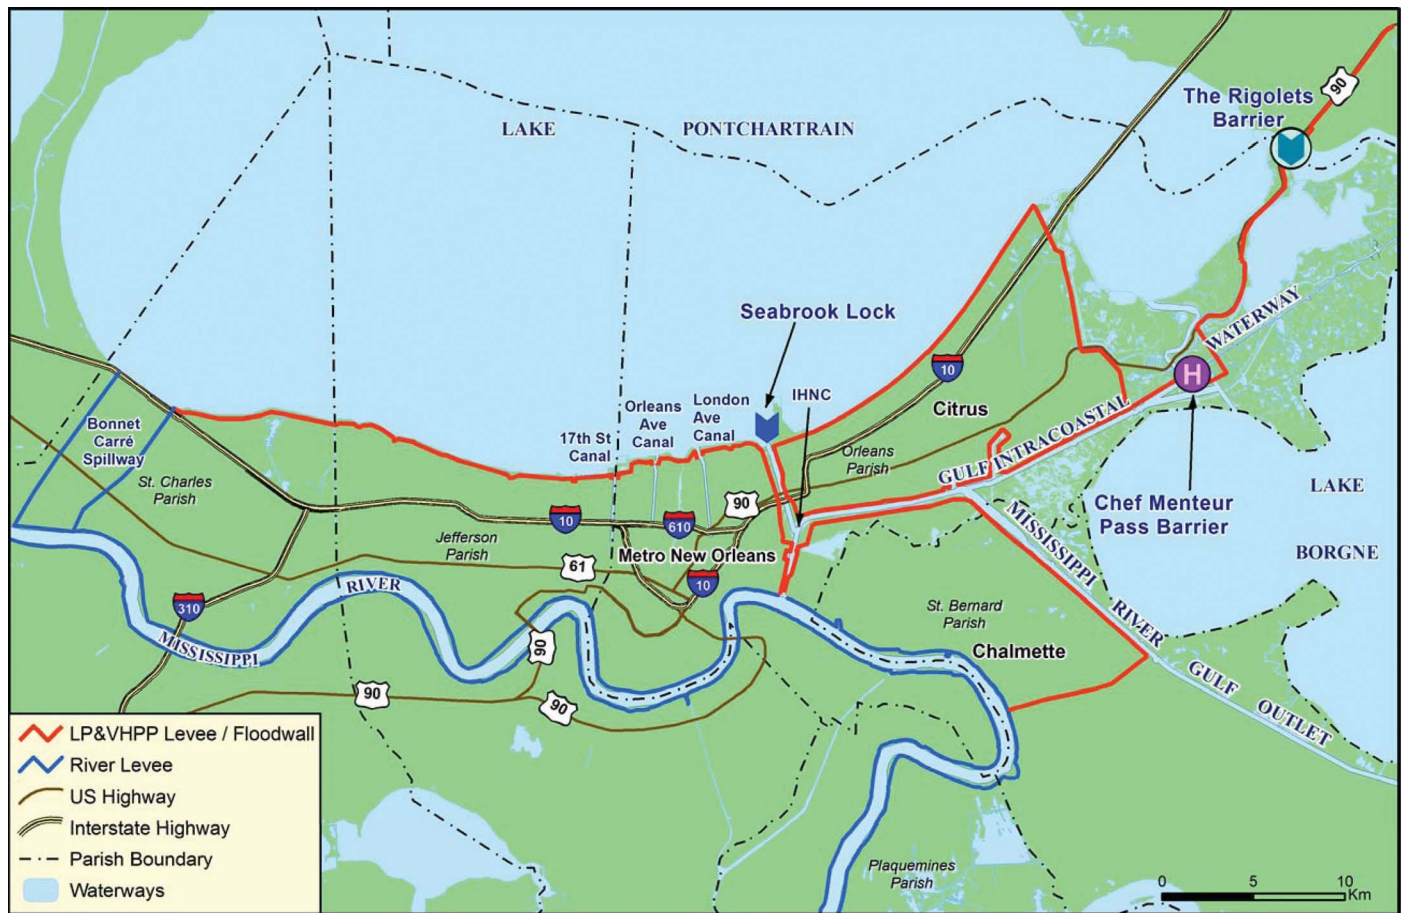 90
The Rigolets
Barrier
LAKE PONTCHARTRAIN
WATERWAY
Seabrook Lock
10
H
IHNC
London
Ave
Canal
Orleans
Ave
Canal
Citrus
17th St
Canal
Bonnet
Carré
Spillway
Orleans
Parish
GULF INTRACOASTAL
St. Charles
Parish
LAKE
BORGNE
Chef Menteur
Pass Barrier
90
10
610
Jefferson
Parish
Metro New Orleans
61
10
MISSISSIPPI
RIVER
GULF
OUTLET
RIVER
310
MISSISSIPPI
St. Bernard
Parish
Chalmette
90
90
90
LP&VHPP Levee / Floodwall
River Levee
US Highway
Interstate Highway
Parish Boundary
Waterways
Plaquemines
Parish
0 5 10
Km